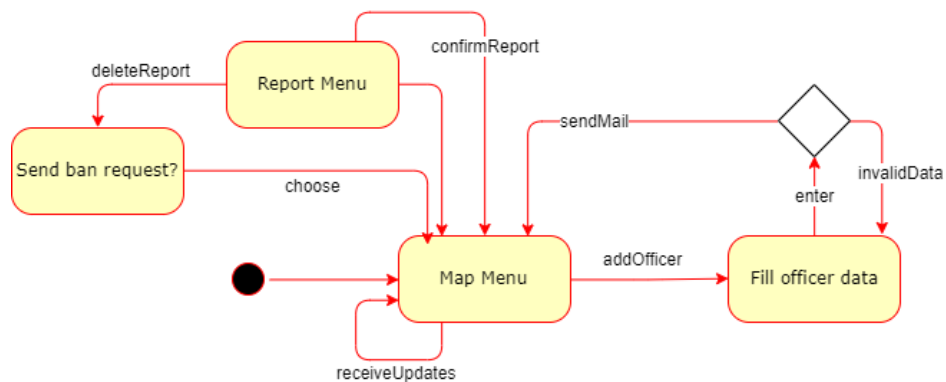 confirmReport
deleteReport
Report Menu
sendMail
Send ban request?
choose
invalidData
enter
addOfficer
Map Menu
Fill officer data
receiveUpdates